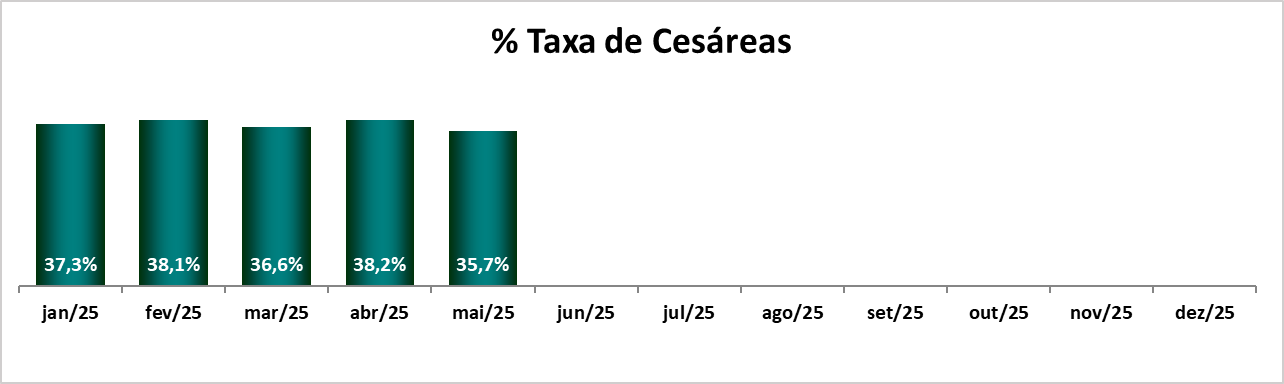 % Taxa de Cesáreas
37,3% 38,1% 36,6% 38,2% 35,7%
jan/25 fev/25 mar/25 abr/25 mai/25 jun/25 jul/25 ago/25 set/25 out/25 nov/25 dez/25